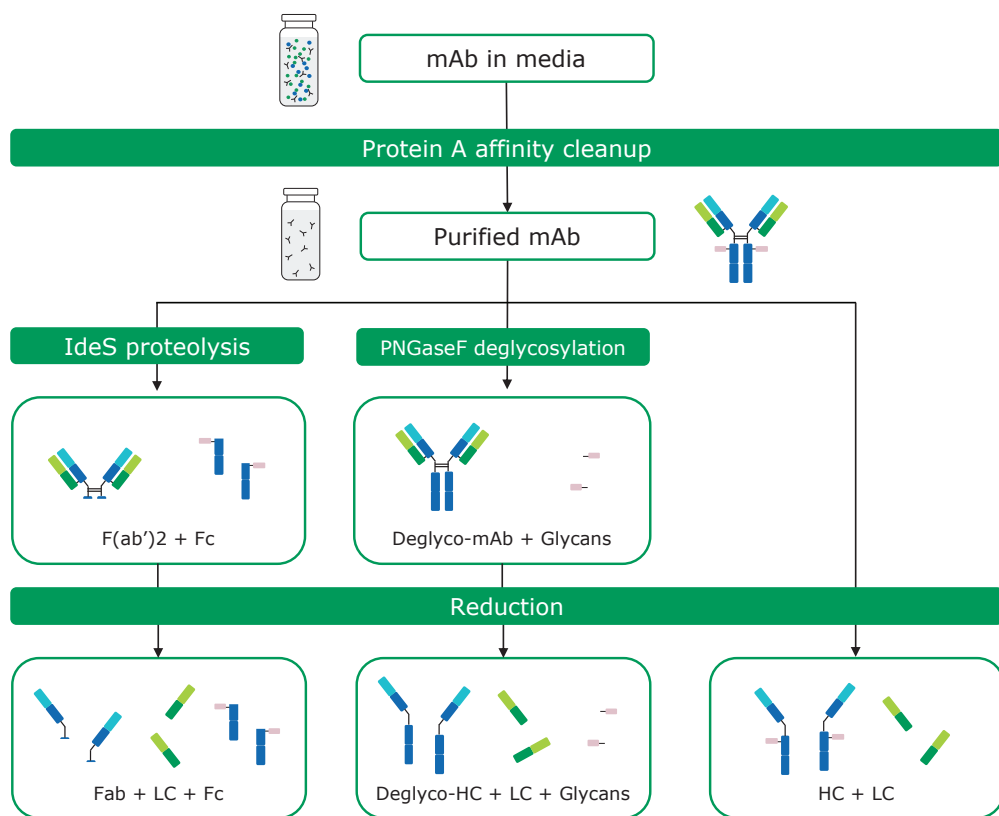 mAb in media
Protein A affinity cleanup
Purified mAb
IdeS proteolysis
PNGaseF deglycosylation
F(ab’)2 + Fc
Deglyco-mAb + Glycans
Reduction
Fab + LC + Fc
Deglyco-HC + LC + Glycans
HC + LC